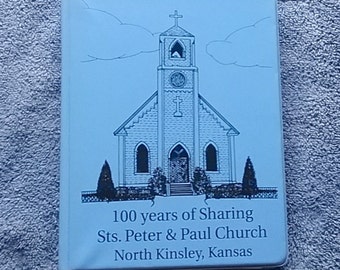 100 years of Sharing
Sts. Peter & Paul Church
North Kinsley, Kansas